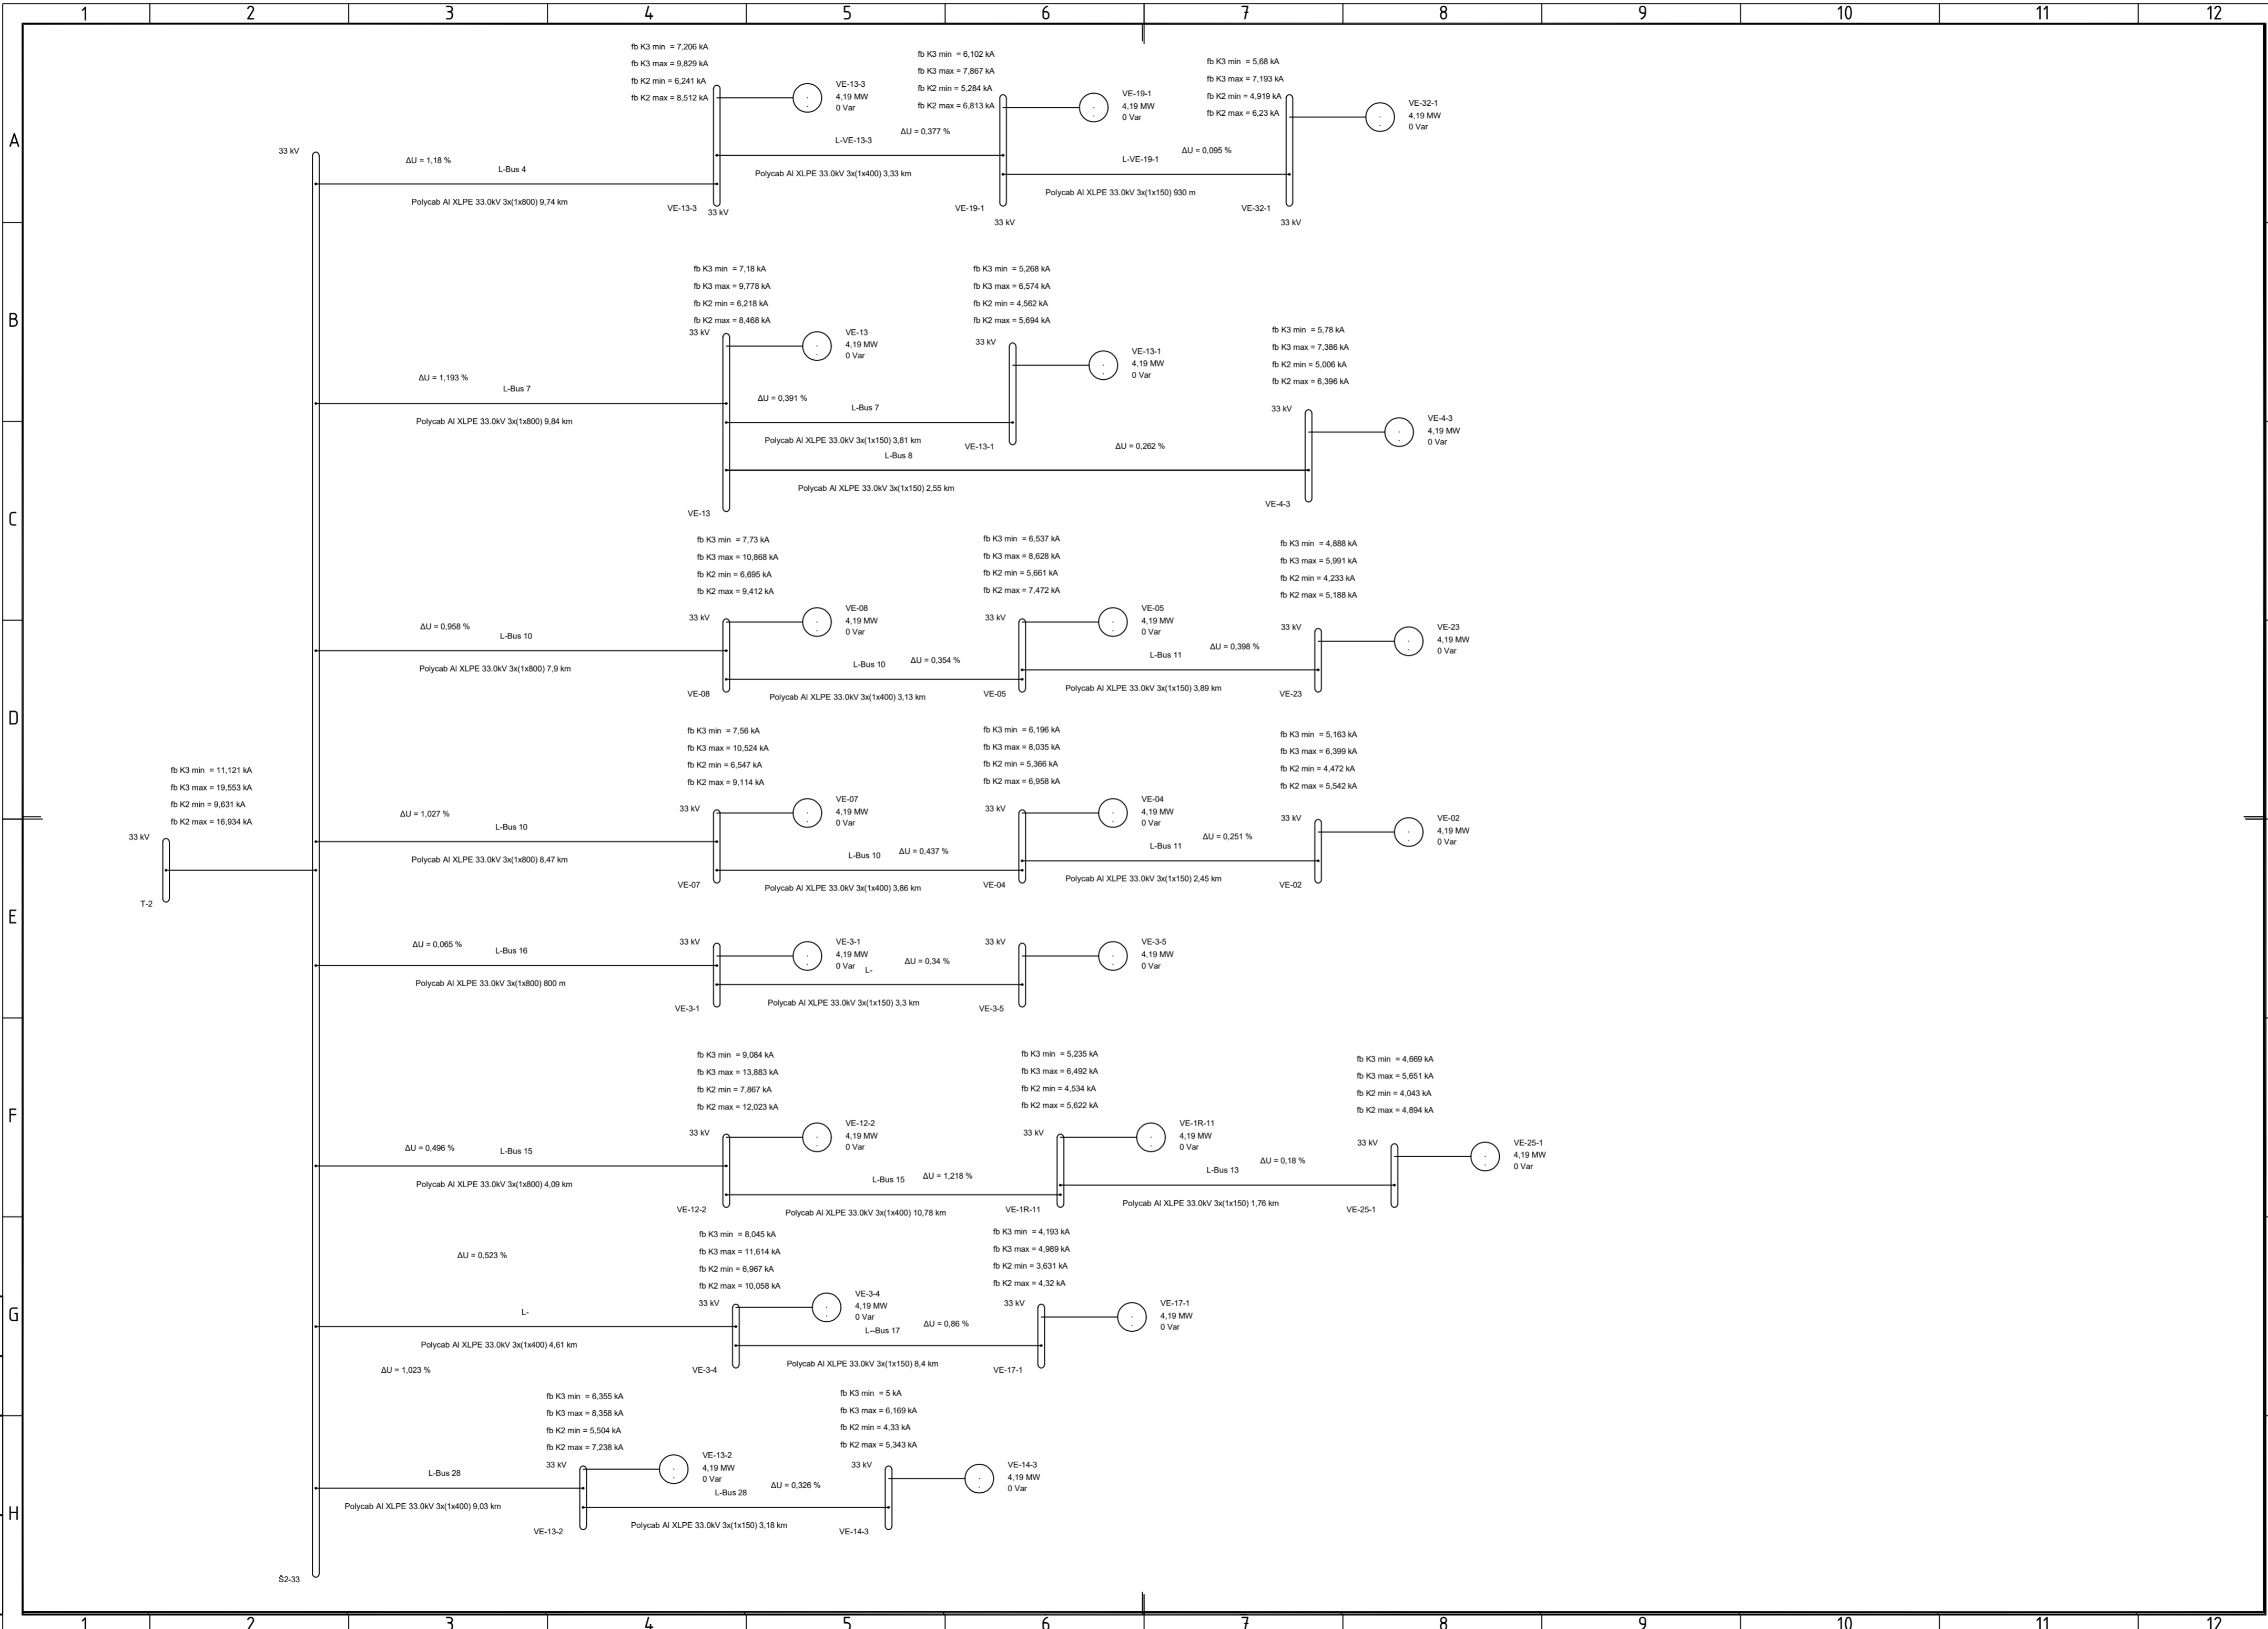 1 2 3 4 5 6 7 8 9 10 11 12
A
B
C
D
E
F
G
H
fb K3 min = 7,206 kA
fb K3 max = 9,829 kA
fb K2 min = 6,241 kA
fb K2 max = 8,512 kA
VE-13-3
4,19 MW
0 Var
fb K3 min = 6,102 kA
fb K3 max = 7,867 kA
fb K2 min = 5,284 kA
fb K2 max = 6,813 kA
VE-19-1
4,19 MW
0 Var
fb K3 min = 5,68 kA
fb K3 max = 7,193 kA
fb K2 min = 4,919 kA
fb K2 max = 6,23 kA
VE-32-1
4,19 MW
0 Var
33 kV
ΔU = 1,18 %
L-Bus 4
Polycab Al XLPE 33.0kV 3x(1x800) 9,74 km
VE-13-3
33 kV
ΔU = 0,377 %
L-VE-13-3
Polycab Al XLPE 33.0kV 3x(1x400) 3,33 km
VE-19-1
33 kV
ΔU = 0,095 %
L-VE-19-1
Polycab Al XLPE 33.0kV 3x(1x150) 930 m
VE-32-1
33 kV
fb K3 min = 7,18 kA
fb K3 max = 9,778 kA
fb K2 min = 6,218 kA
fb K2 max = 8,468 kA
33 kV
VE-13
4,19 MW
0 Var
fb K3 min = 5,268 kA
fb K3 max = 6,574 kA
fb K2 min = 4,562 kA
fb K2 max = 5,694 kA
33 kV
VE-13-1
4,19 MW
0 Var
fb K3 min = 5,78 kA
fb K3 max = 7,386 kA
fb K2 min = 5,006 kA
fb K2 max = 6,396 kA
33 kV
VE-4-3
4,19 MW
0 Var
ΔU = 1,193 %
L-Bus 7
Polycab Al XLPE 33.0kV 3x(1x800) 9,84 km
ΔU = 0,391 %
L-Bus 7
Polycab Al XLPE 33.0kV 3x(1x150) 3,81 km
VE-13-1
L-Bus 8
ΔU = 0,262 %
Polycab Al XLPE 33.0kV 3x(1x150) 2,55 km
VE-13
VE-4-3
fb K3 min = 7,73 kA
fb K3 max = 10,868 kA
fb K2 min = 6,695 kA
fb K2 max = 9,412 kA
33 kV
VE-08
4,19 MW
0 Var
fb K3 min = 6,537 kA
fb K3 max = 8,628 kA
fb K2 min = 5,661 kA
fb K2 max = 7,472 kA
33 kV
VE-05
4,19 MW
0 Var
fb K3 min = 4,888 kA
fb K3 max = 5,991 kA
fb K2 min = 4,233 kA
fb K2 max = 5,188 kA
33 kV
VE-23
4,19 MW
0 Var
ΔU = 0,958 %
L-Bus 10
Polycab Al XLPE 33.0kV 3x(1x800) 7,9 km
VE-08
L-Bus 10
ΔU = 0,354 %
Polycab Al XLPE 33.0kV 3x(1x400) 3,13 km
VE-05
L-Bus 11
ΔU = 0,398 %
Polycab Al XLPE 33.0kV 3x(1x150) 3,89 km
VE-23
fb K3 min = 11,121 kA
fb K3 max = 19,553 kA
fb K2 min = 9,631 kA
fb K2 max = 16,934 kA
33 kV
T-2
fb K3 min = 7,56 kA
fb K3 max = 10,524 kA
fb K2 min = 6,547 kA
fb K2 max = 9,114 kA
33 kV
VE-07
4,19 MW
0 Var
fb K3 min = 6,196 kA
fb K3 max = 8,035 kA
fb K2 min = 5,366 kA
fb K2 max = 6,958 kA
33 kV
VE-04
4,19 MW
0 Var
fb K3 min = 5,163 kA
fb K3 max = 6,399 kA
fb K2 min = 4,472 kA
fb K2 max = 5,542 kA
33 kV
VE-02
4,19 MW
0 Var
ΔU = 1,027 %
L-Bus 10
Polycab Al XLPE 33.0kV 3x(1x800) 8,47 km
VE-07
L-Bus 10
ΔU = 0,437 %
Polycab Al XLPE 33.0kV 3x(1x400) 3,86 km
VE-04
L-Bus 11
ΔU = 0,251 %
Polycab Al XLPE 33.0kV 3x(1x150) 2,45 km
VE-02
ΔU = 0,065 %
L-Bus 16
Polycab Al XLPE 33.0kV 3x(1x800) 800 m
33 kV
VE-3-1
VE-3-1
4,19 MW
0 Var
L-
ΔU = 0,34 %
Polycab Al XLPE 33.0kV 3x(1x150) 3,3 km
33 kV
VE-3-5
VE-3-5
4,19 MW
0 Var
fb K3 min = 9,084 kA
fb K3 max = 13,883 kA
fb K2 min = 7,867 kA
fb K2 max = 12,023 kA
33 kV
VE-12-2
4,19 MW
0 Var
fb K3 min = 5,235 kA
fb K3 max = 6,492 kA
fb K2 min = 4,534 kA
fb K2 max = 5,622 kA
33 kV
VE-1R-11
4,19 MW
0 Var
fb K3 min = 4,669 kA
fb K3 max = 5,651 kA
fb K2 min = 4,043 kA
fb K2 max = 4,894 kA
33 kV
VE-25-1
4,19 MW
0 Var
ΔU = 0,496 %
L-Bus 15
Polycab Al XLPE 33.0kV 3x(1x800) 4,09 km
VE-12-2
L-Bus 15
ΔU = 1,218 %
Polycab Al XLPE 33.0kV 3x(1x400) 10,78 km
VE-1R-11
L-Bus 13
ΔU = 0,18 %
Polycab Al XLPE 33.0kV 3x(1x150) 1,76 km
VE-25-1
fb K3 min = 8,045 kA
fb K3 max = 11,614 kA
fb K2 min = 6,967 kA
fb K2 max = 10,058 kA
33 kV
VE-3-4
4,19 MW
0 Var
fb K3 min = 4,193 kA
fb K3 max = 4,989 kA
fb K2 min = 3,631 kA
fb K2 max = 4,32 kA
33 kV
VE-17-1
4,19 MW
0 Var
ΔU = 0,523 %
L-
Polycab Al XLPE 33.0kV 3x(1x400) 4,61 km
VE-3-4
L--Bus 17
ΔU = 0,86 %
Polycab Al XLPE 33.0kV 3x(1x150) 8,4 km
VE-17-1
ΔU = 1,023 %
fb K3 min = 6,355 kA
fb K3 max = 8,358 kA
fb K2 min = 5,504 kA
fb K2 max = 7,238 kA
33 kV
VE-13-2
4,19 MW
0 Var
fb K3 min = 5 kA
fb K3 max = 6,169 kA
fb K2 min = 4,33 kA
fb K2 max = 5,343 kA
33 kV
VE-14-3
4,19 MW
0 Var
L-Bus 28
Polycab Al XLPE 33.0kV 3x(1x400) 9,03 km
VE-13-2
L-Bus 28
ΔU = 0,326 %
Polycab Al XLPE 33.0kV 3x(1x150) 3,18 km
VE-14-3
Š2-33
1 2 3 4 5 6 7 8 9 10 11 12